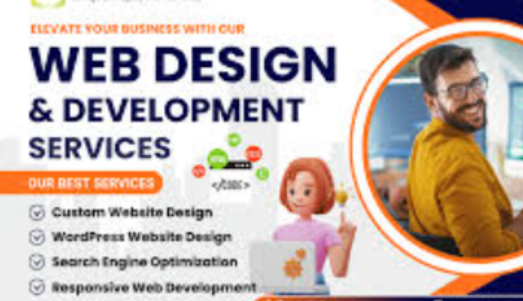 ELEVATE YOUR BUSINESS WITH OUR
WEB DESIGN
& DEVELOPMENT
SERVICES
</CODE>
OUR BEST SERVICES
Custom Website Design
WordPress Website Design
Search Engine Optimization
Responsive Web Development